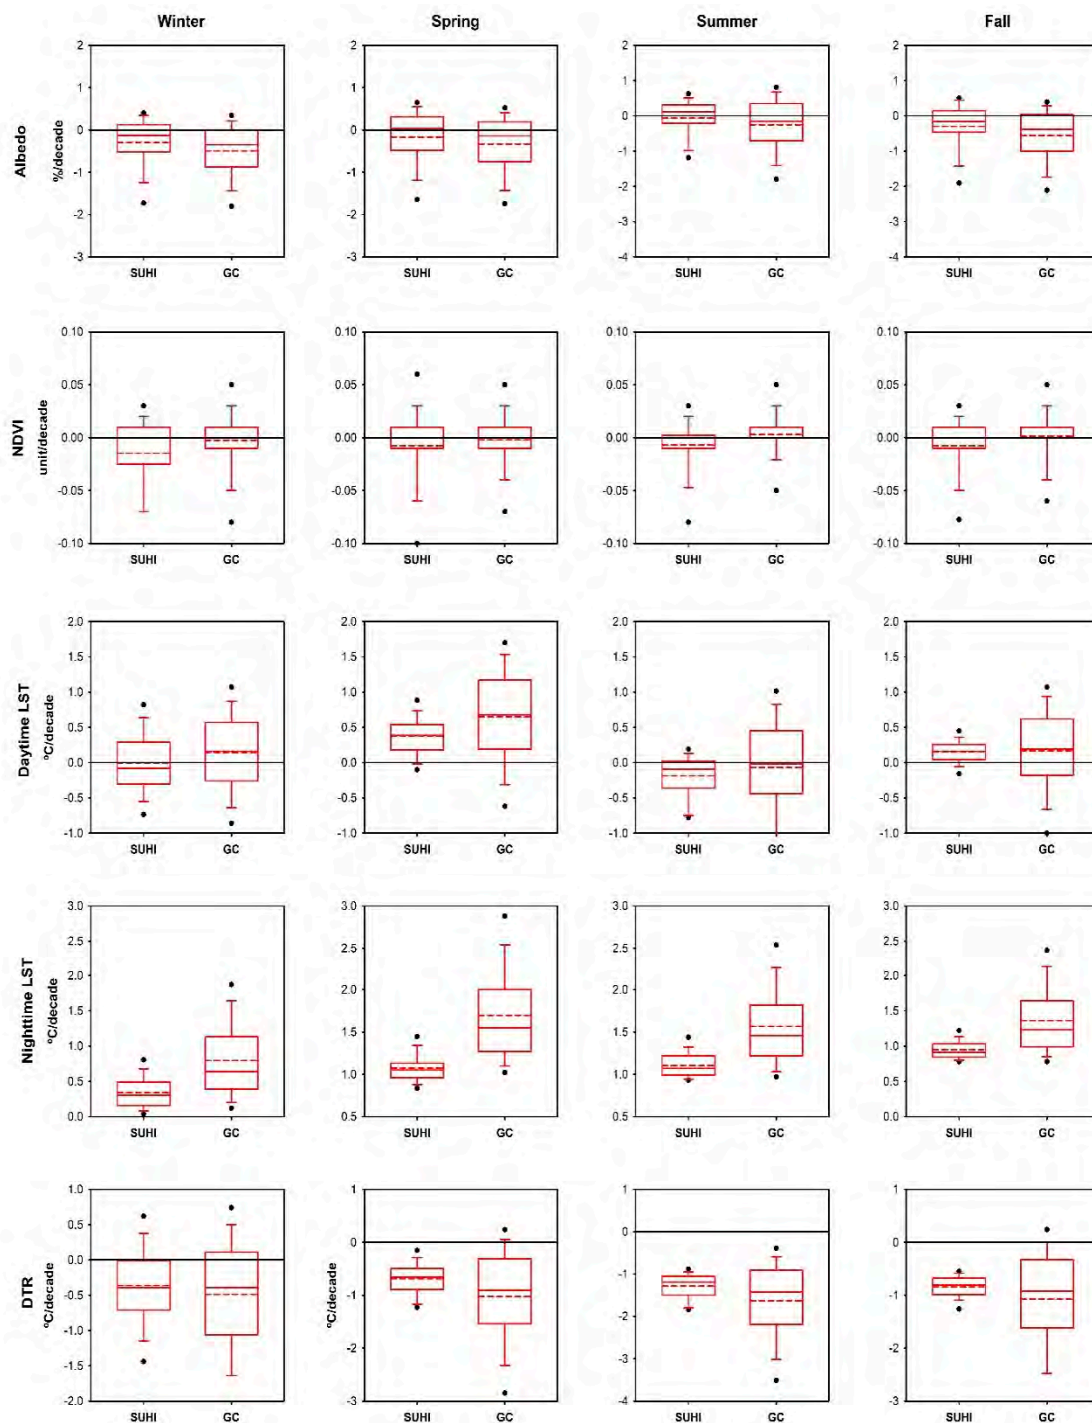 Winter Spring Summer Fall
Albedo
%/decade
2 2 2 2
1 1 1 1
0 0 0 0
-1 -1 -1 -1
-2 -2 -2 -2
-3 -3 -3 -3
-4 -4
SUHI GC SUHI GC SUHI GC SUHI GC
NDVI
unit/decade
0.10 0.10 0.10 0.10
0.05 0.05 0.05 0.05
0.00 0.00 0.00 0.00
-0.05 -0.05 -0.05 -0.05
-0.10 -0.10 -0.10 -0.10
SUHI GC SUHI GC SUHI GC SUHI GC
Daytime LST
ºC/decade
2.0 2.0 2.0 2.0
1.5 1.5 1.5 1.5
1.0 1.0 1.0 1.0
0.5 0.5 0.5 0.5
0.0 0.0 0.0 0.0
-0.5 -0.5 -0.5 -0.5
-1.0 -1.0 -1.0 -1.0
SUHI GC SUHI GC SUHI GC SUHI GC
Nighttime LST
ºC/decade
3.0 3.0 3.0 3.0
2.5 2.5 2.5 2.5
2.0 2.0 2.0 2.0
1.5 1.5 1.5 1.5
1.0 1.0 1.0 1.0
0.5 0.5 0.5 0.5
0.0 0.0
SUHI GC SUHI GC SUHI GC SUHI GC
DTR
ºC/decade ºC/decade
1.0 1 1 1
0.5 0 0 0
0.0 -1 -1 -1
-0.5 -2 -2 -2
-1.0 -3 -3 -3
-1.5 -4
-2.0
SUHI GC SUHI GC SUHI GC SUHI GC